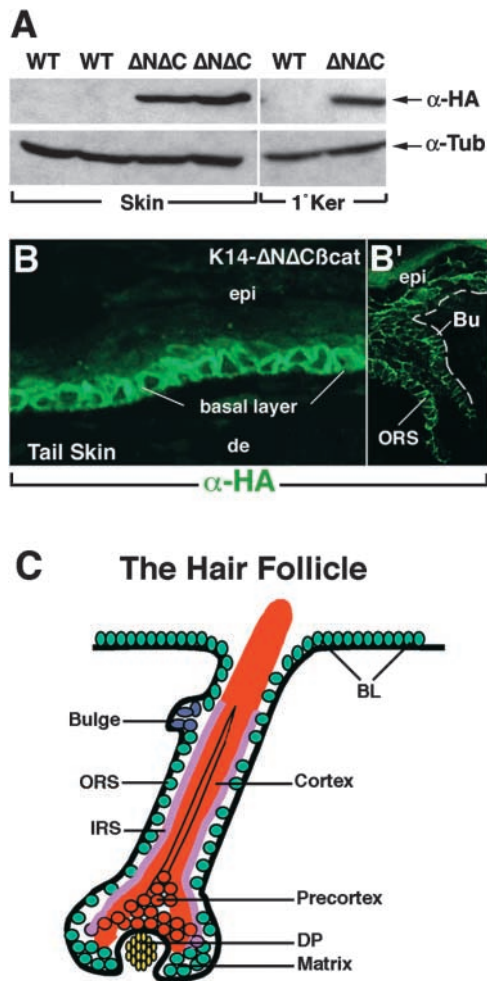 A
WT WT ΔNΔC ΔNΔC WT ΔNΔC
α-HA
α-Tub
Skin 1°Ker
B K14-ΔNΔCβcat
epi
basal layer
Tail Skin de
B'
epi
Bu
ORS
α-HA
C The Hair Follicle
BL
Bulge
ORS
Cortex
IRS
Precortex
DP
Matrix